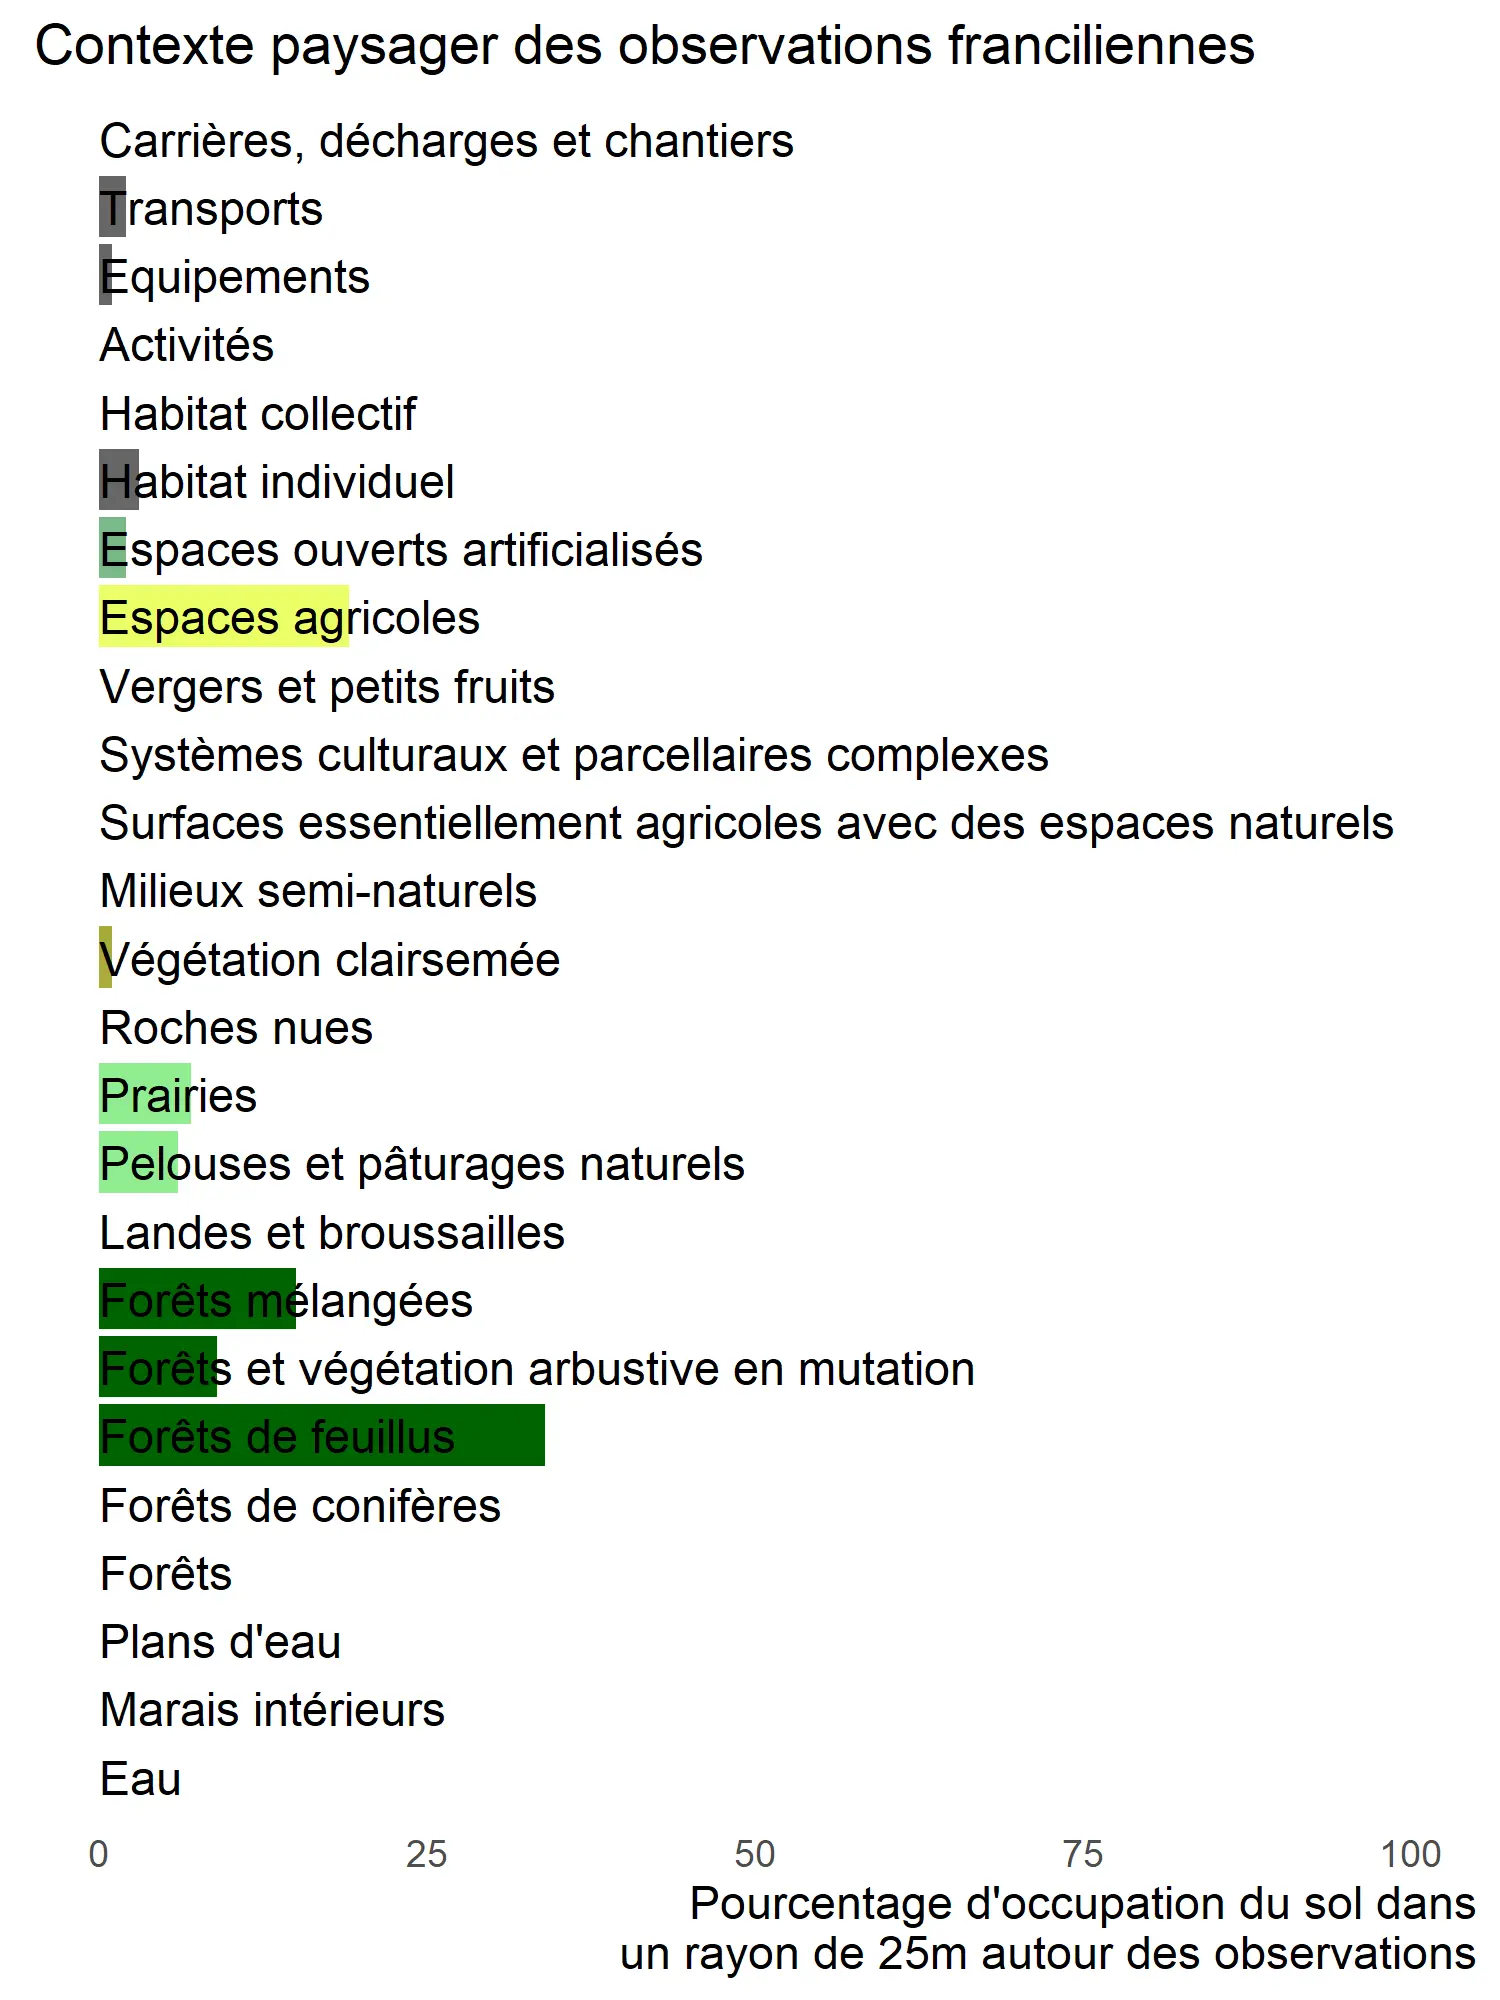 Contexte paysager des observations franciliennes
Carrières, décharges et chantiers
Transports
Equipements
Activités
Habitat collectif
Habitat individuel
Espaces ouverts artificialisés
Espaces agricoles
Vergers et petits fruits
Systèmes culturaux et parcellaires complexes
Surfaces essentiellement agricoles avec des espaces naturels
Milieux semi-naturels
Végétation clairsemée
Roches nues
Prairies
Pelouses et pâturages naturels
Landes et broussailles
Forêts mélangées
Forêts et végétation arbustive en mutation
Forêts de feuillus
Forêts de conifères
Forêts
Plans d'eau
Marais intérieurs
Eau
0 25 50 75 100
Pourcentage d'occupation du sol dans
un rayon de 25m autour des observations